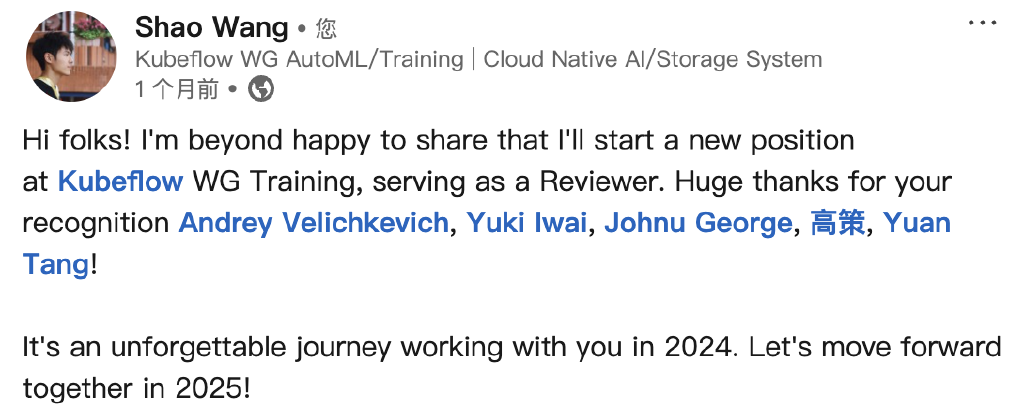 Shao Wang • 您
Kubeflow WG AutoML/Training | Cloud Native AI/Storage System
1 个月前 •
Hi folks! I'm beyond happy to share that I'll start a new position
at Kubeflow WG Training, serving as a Reviewer. Huge thanks for your
recognition Andrey Velichkevich, Yuki Iwai, Johnu George, 高策, Yuan
Tang!
It's an unforgettable journey working with you in 2024. Let's move forward
together in 2025!